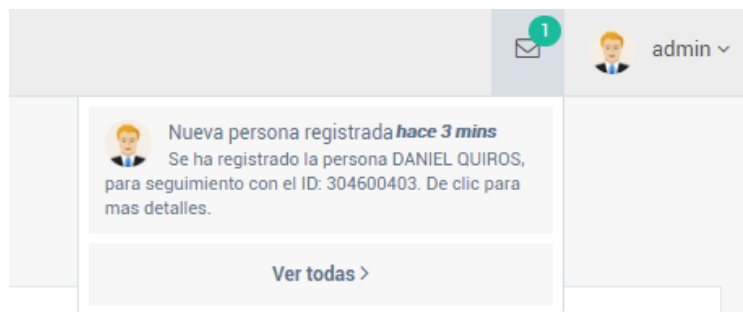 1
admin
Nueva persona registrada hace 3 mins
Se ha registrado la persona DANIEL QUIROS,
para seguimiento con el ID: 304600403. De clic para
mas detalles.
Ver todas >